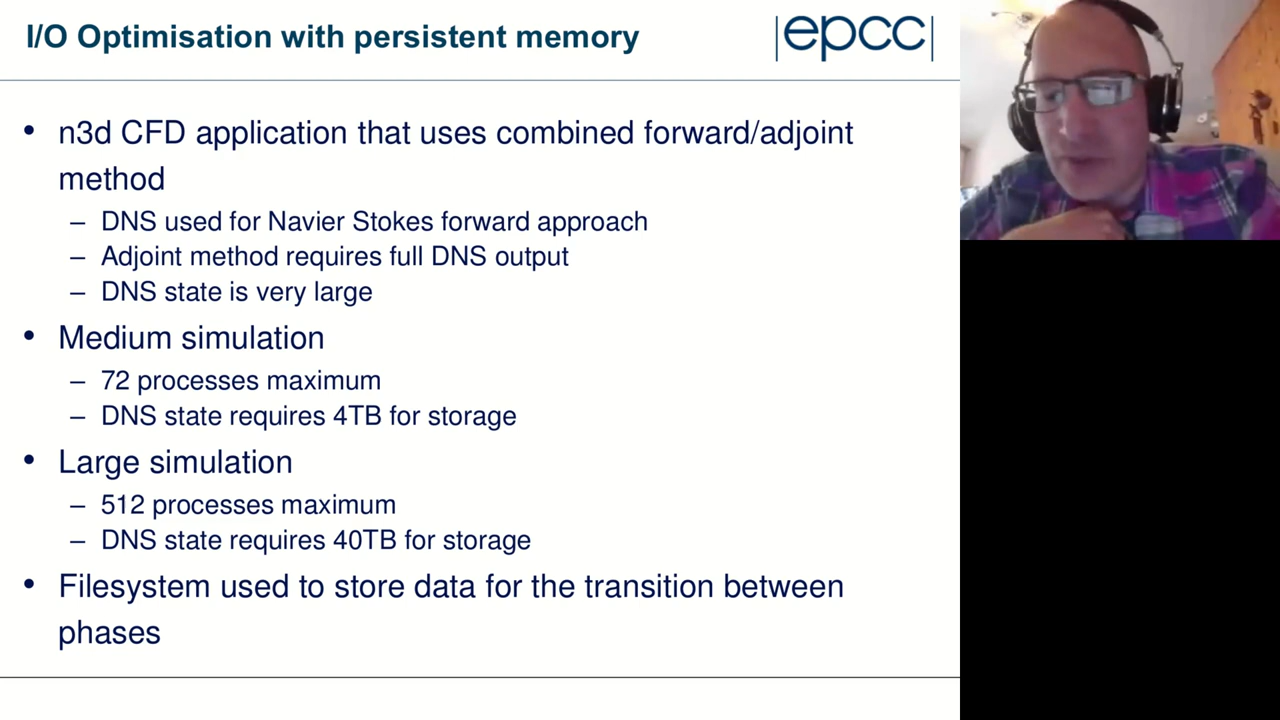 I/O Optimisation with persistent memory
|epcc|
• n3d CFD application that uses combined forward/adjoint
method
– DNS used for Navier Stokes forward approach
– Adjoint method requires full DNS output
– DNS state is very large
• Medium simulation
– 72 processes maximum
– DNS state requires 4TB for storage
• Large simulation
– 512 processes maximum
– DNS state requires 40TB for storage
• Filesystem used to store data for the transition between
phases